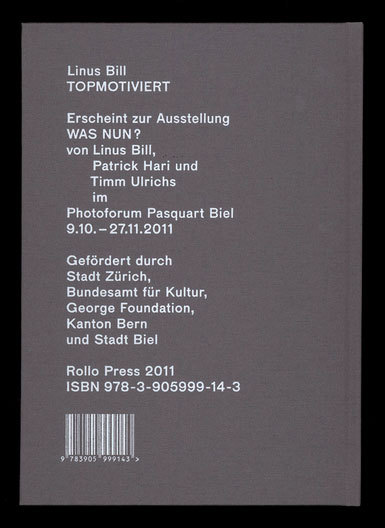 Linus Bill
TOPMOTIVIERT
Erscheint zur Ausstellung
WAS NUN?
von Linus Bill,
Patrick Hari und
Timm Ulrichs
im
Photoforum Pasquart Biel
9.10. – 27.11.2011
Gefördert durch
Stadt Zürich,
Bundesamt für Kultur,
George Foundation,
Kanton Bern
und Stadt Biel
Rollo Press 2011
ISBN 978-3-905999-14-3
9 783905 999143 >